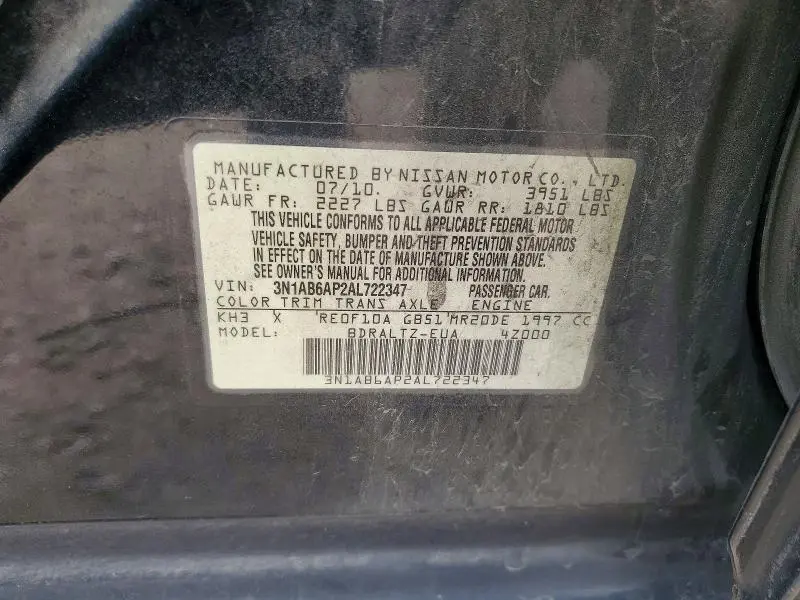 MANUFACTURED BY NISSAN MOTOR CO., LTD.
DATE: 07/10. GVWR: 3951 LBS
GAWR FR: 2227 LBS GAWR RR: 1810 LBS
THIS VEHICLE CONFORMS TO ALL APPLICABLE FEDERAL MOTOR
VEHICLE SAFETY, BUMPER AND THEFT PREVENTION STANDARDS
IN EFFECT ON THE DATE OF MANUFACTURE SHOWN ABOVE.
SEE OWNER'S MANUAL FOR ADDITIONAL INFORMATION.
VIN: 3N1AB6AP2AL722347 PASSENGER CAR.
COLOR TRIM TRANS AXLE ENGINE
KH3 X RE0F10A GB51 MR20DE 1997 CC
MODEL: BDRALTZ-EUA 4Z000
3N1AB6AP2AL722347